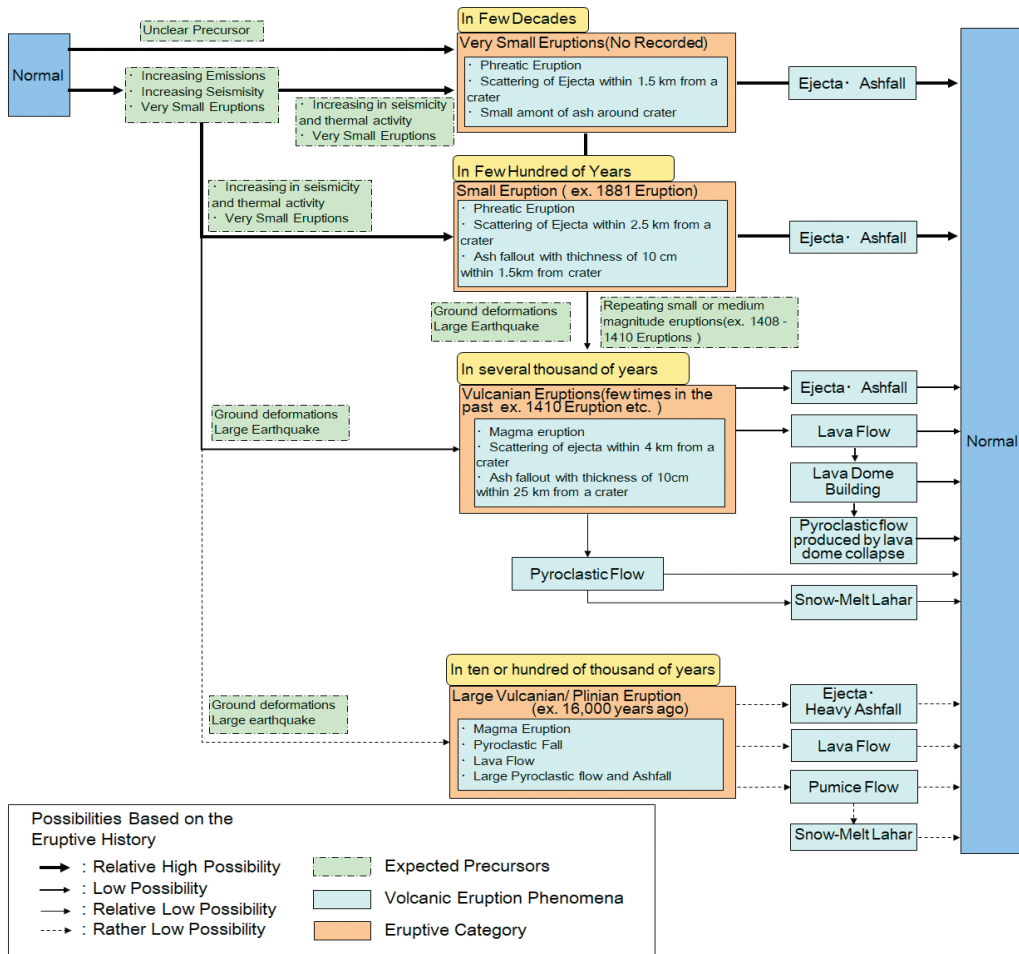 In Few Decades
Unclear Precursor
Very Small Eruptions(No Recorded)
Normal
· Phreatic Eruption
· Scattering of Ejecta within 1.5 km from a
crater
· Small amont of ash around crater
Ejecta· Ashfall
· Increasing Emissions
· Increasing Seismisity
· Very Small Eruptions
· Increasing in seismicity
and thermal activity
· Very Small Eruptions
In Few Hundred of Years
Small Eruption ( ex. 1881 Eruption)
· Increasing in seismicity
and thermal activity
· Very Small Eruptions
· Phreatic Eruption
· Scattering of Ejecta within 2.5 km from a
crater
· Ash fallout with thickness of 10 cm
within 1.5km from crater
Ejecta· Ashfall
Ground deformations
Large Earthquake
Repeating small or medium
magnitude eruptions(ex. 1408 -
1410 Eruptions )
In several thousand of years
Vulcanian Eruptions(few times in the
past ex. 1410 Eruption etc. )
Ground deformations
Large Earthquake
· Magma eruption
· Scattering of ejecta within 4 km from a
crater
· Ash fallout with thickness of 10cm
within 25 km from a crater
Ejecta· Ashfall
Lava Flow
Lava Dome
Building
Pyroclastic flow
produced by lava
dome collapse
Normal
Pyroclastic Flow
Snow-Melt Lahar
In ten or hundred of thousand of years
Large Vulcanian/ Plinian Eruption
(ex. 16,000 years ago)
Ground deformations
Large earthquake
· Magma Eruption
· Pyroclastic Fall
· Lava Flow
· Large Pyroclastic flow and Ashfall
Ejecta·
Heavy Ashfall
Lava Flow
Pumice Flow
Snow-Melt Lahar
Possibilities Based on the
Eruptive History
: Relative High Possibility
: Low Possibility
: Relative Low Possibility
: Rather Low Possibility
Expected Precursors
Volcanic Eruption Phenomena
Eruptive Category